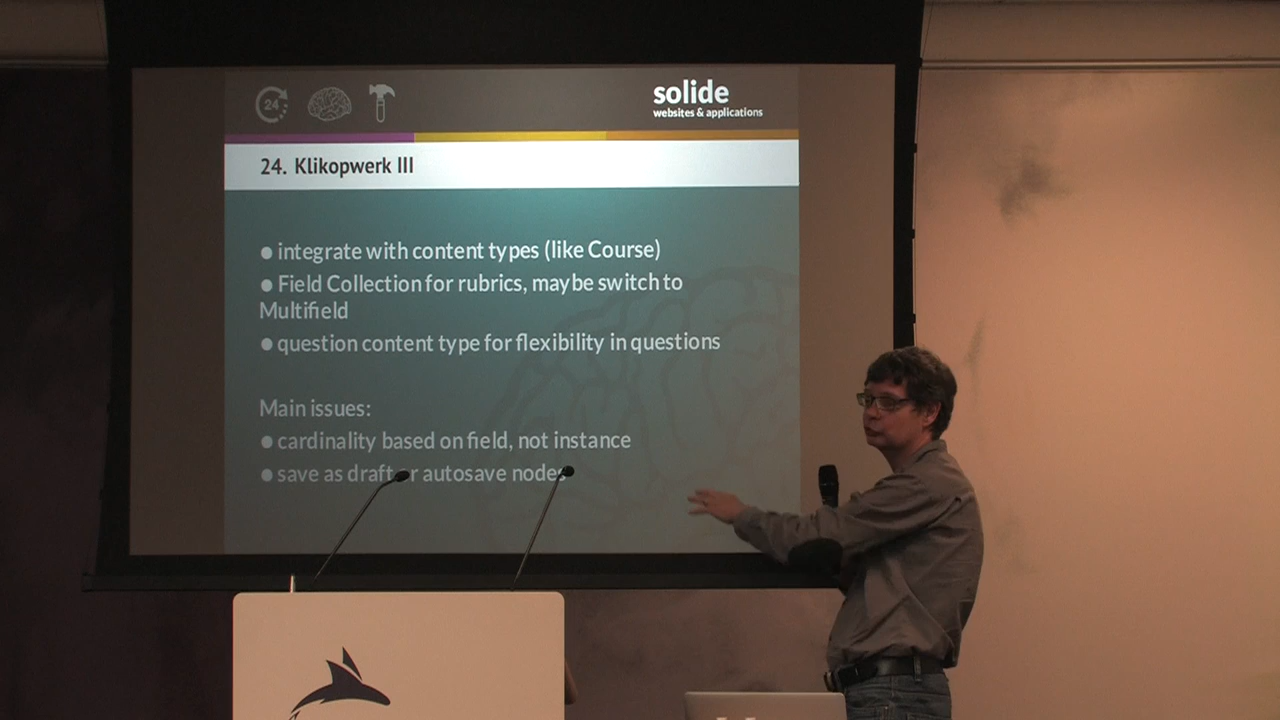 24
solide
websites & applications
24. Klikopwerk III
● integrate with content types (like Course)
● Field Collection for rubrics, maybe switch to
Multifield
● question content type for flexibility in questions
Main issues:
● cardinality based on field, not instance
● save as draft or autosave nodes